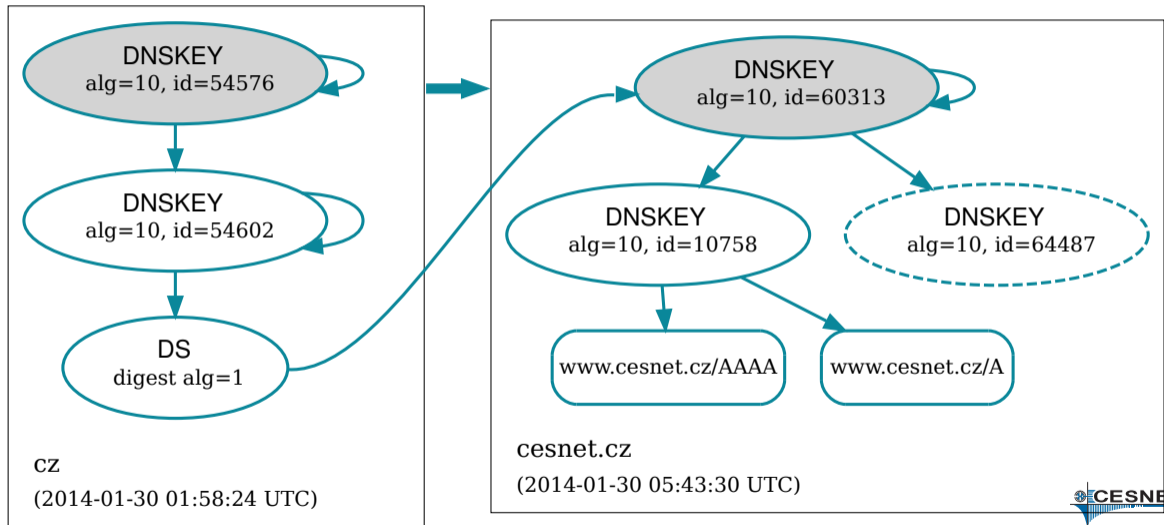 DNSKEY
alg=10, id=54576
DNSKEY
alg=10, id=54602
DS
digest alg=1
cz
(2014-01-30 01:58:24 UTC)
DNSKEY
alg=10, id=60313
DNSKEY
alg=10, id=10758
DNSKEY
alg=10, id=64487
www.cesnet.cz/AAAA
www.cesnet.cz/A
cesnet.cz
(2014-01-30 05:43:30 UTC)
CESNE